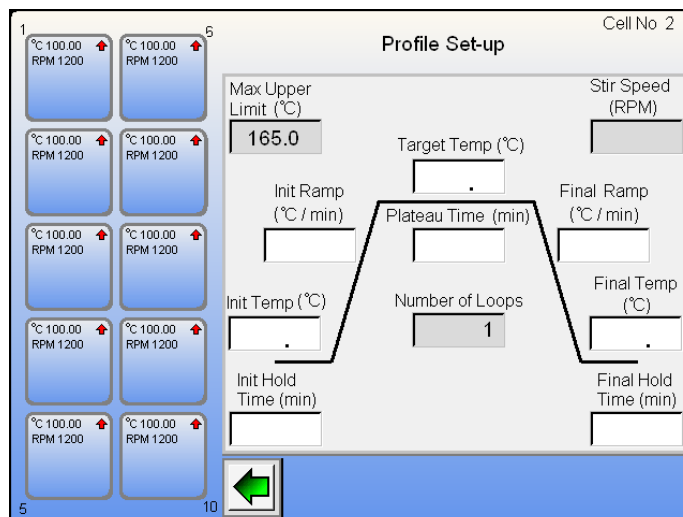 1
6
℃ 100.00
RPM 1200
℃ 100.00
RPM 1200
℃ 100.00
RPM 1200
℃ 100.00
RPM 1200
℃ 100.00
RPM 1200
℃ 100.00
RPM 1200
℃ 100.00
RPM 1200
℃ 100.00
RPM 1200
℃ 100.00
RPM 1200
℃ 100.00
RPM 1200
5
10
Cell No 2
Profile Set-up
Max Upper
Limit (℃)
165.0
Stir Speed
(RPM)
Target Temp (℃)
.
Init Ramp
(℃ / min)
Plateau Time (min)
Final Ramp
(℃ / min)
Init Temp (℃)
.
Number of Loops
1
Final Temp
(℃)
.
Init Hold
Time (min)
Final Hold
Time (min)